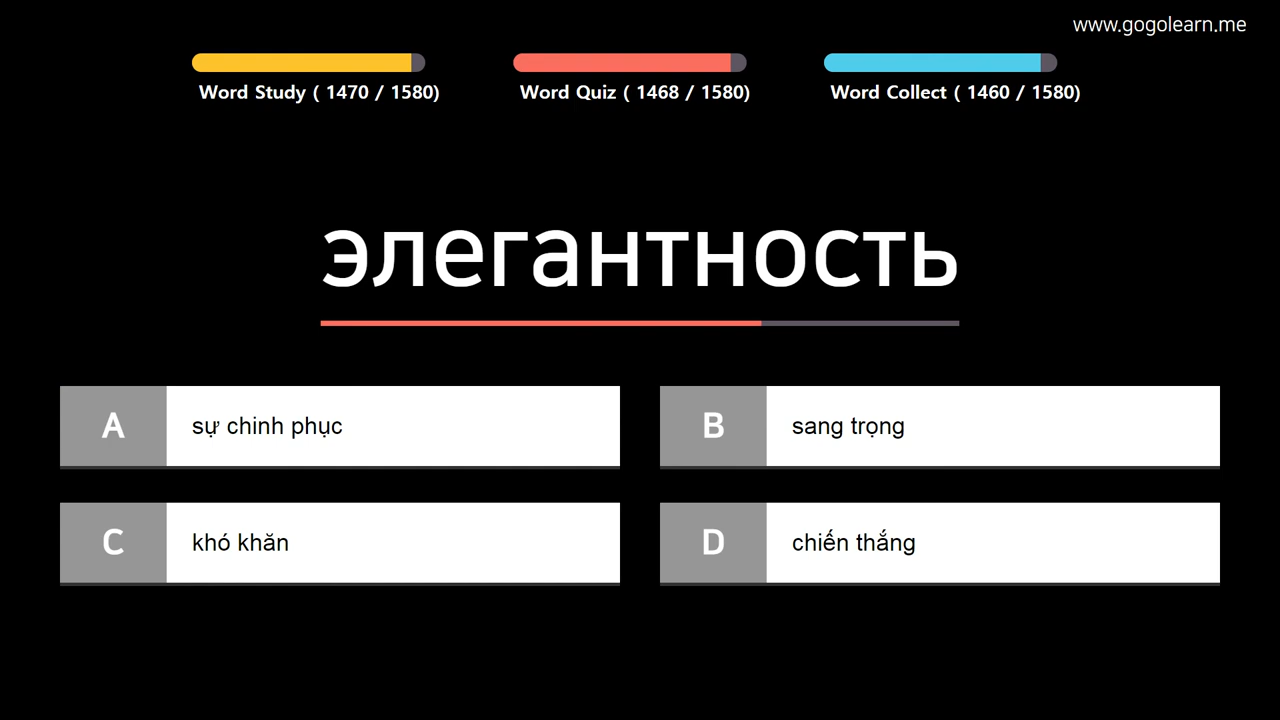 www.gogolearn.me
Word Study ( 1470 / 1580)
Word Quiz ( 1468 / 1580)
Word Collect ( 1460 / 1580)
элегантность
A sự chinh phục
B sang trọng
C khó khăn
D chiến thắng